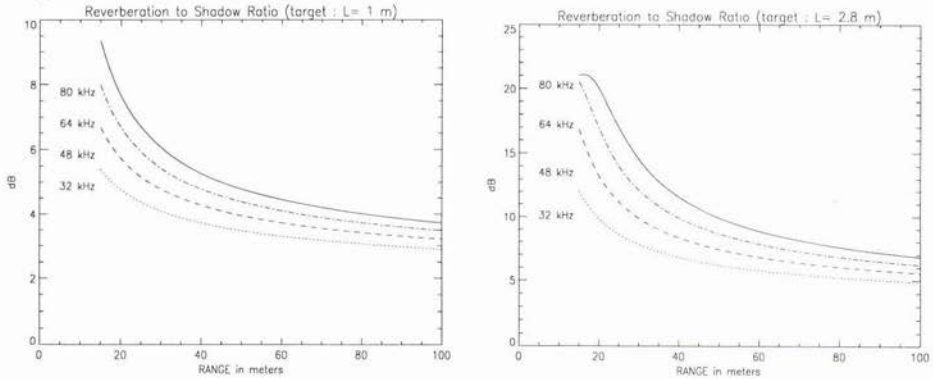 Reverberation to Shadow Ratio (target : L= 1 m)
10
8
6
4
2
0
dB
80 kHz
64 kHz
48 kHz
32 kHz
0 20 40 60 80 100
RANGE in meters
Reverberation to Shadow Ratio (target : L= 2.8 m)
25
20
15
10
5
0
dB
80 kHz
64 kHz
48 kHz
32 kHz
0 20 40 60 80 100
RANGE in meters